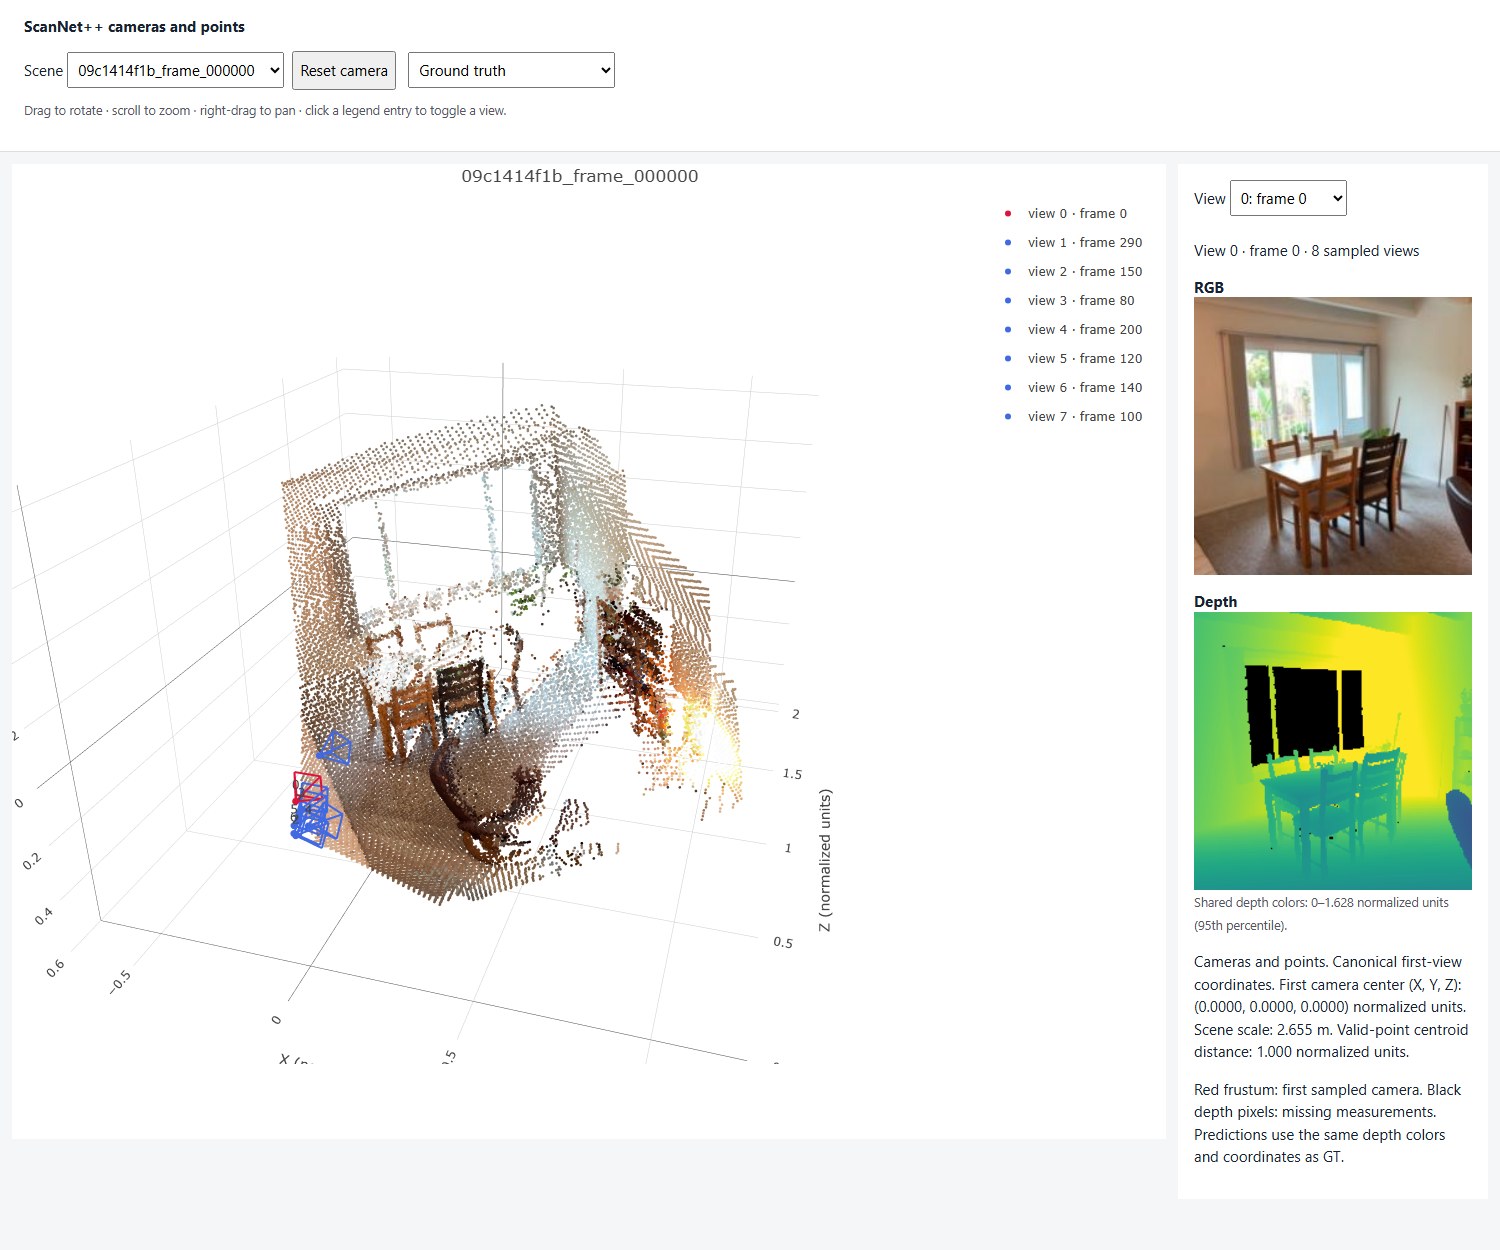 ScanNet++ cameras and points
Scene 09c1414f1b_frame_000000 Reset camera Ground truth
Drag to rotate · scroll to zoom · right-drag to pan · click a legend entry to toggle a view.
09c1414f1b_frame_000000
view 0 · frame 0
view 1 · frame 290
view 2 · frame 150
view 3 · frame 80
view 4 · frame 200
view 5 · frame 120
view 6 · frame 140
view 7 · frame 100
2
0
0.2
0.4
0.6
−0.5
0
X
2
1.5
1
0.5
Z (normalized units)
View 0: frame 0
View 0 · frame 0 · 8 sampled views
RGB
Depth
Shared depth colors: 0–1.628 normalized units
(95th percentile).
Cameras and points. Canonical first-view
coordinates. First camera center (X, Y, Z):
(0.0000, 0.0000, 0.0000) normalized units.
Scene scale: 2.655 m. Valid-point centroid
distance: 1.000 normalized units.
Red frustum: first sampled camera. Black
depth pixels: missing measurements.
Predictions use the same depth colors
and coordinates as GT.